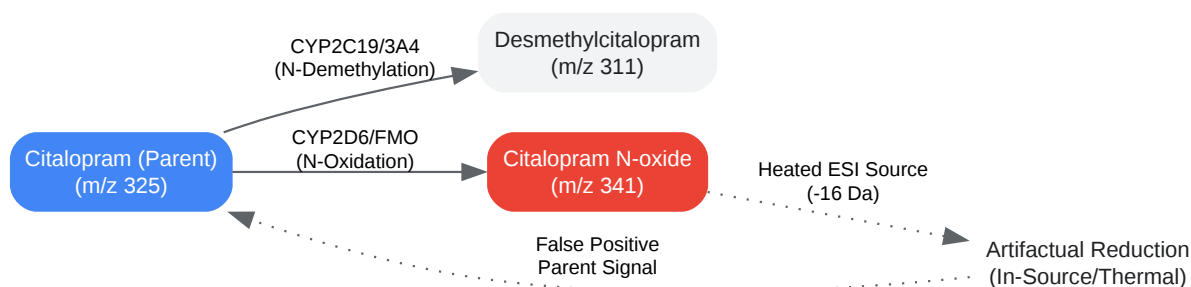 CYP2C19/3A4
(N-Demethylation)
Desmethylcitalopram
(m/z 311)
Citalopram (Parent)
(m/z 325)
CYP2D6/FMO
(N-Oxidation)
Citalopram N-oxide
(m/z 341)
Heated ESI Source
(-16 Da)
False Positive
Parent Signal
Artifactual Reduction
(In-Source/Thermal)